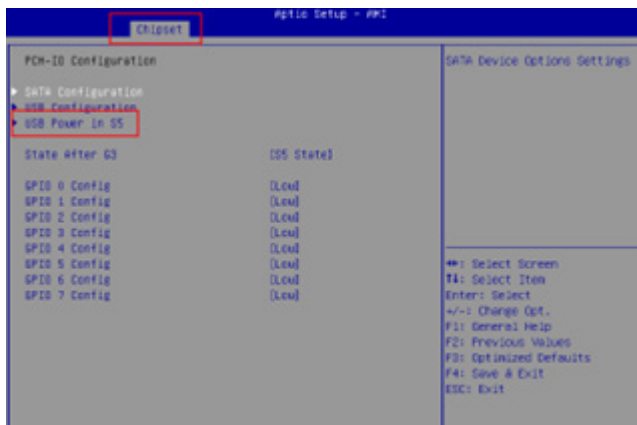 Aptio Setup - AMI
Chipset
PCH-IO Configuration
SATA Configuration
USB Configuration
USB Power in S5
State After G3 [S5 State]
GPIO 0 Config [Low]
GPIO 1 Config [Low]
GPIO 2 Config [Low]
GPIO 3 Config [Low]
GPIO 4 Config [Low]
GPIO 5 Config [Low]
GPIO 6 Config [Low]
GPIO 7 Config [Low]
SATA Device Options Settings
↔: Select Screen
↑↓: Select Item
Enter: Select
+/-: Change Opt.
F1: General Help
F2: Previous Values
F3: Optimized Defaults
F4: Save & Exit
ESC: Exit